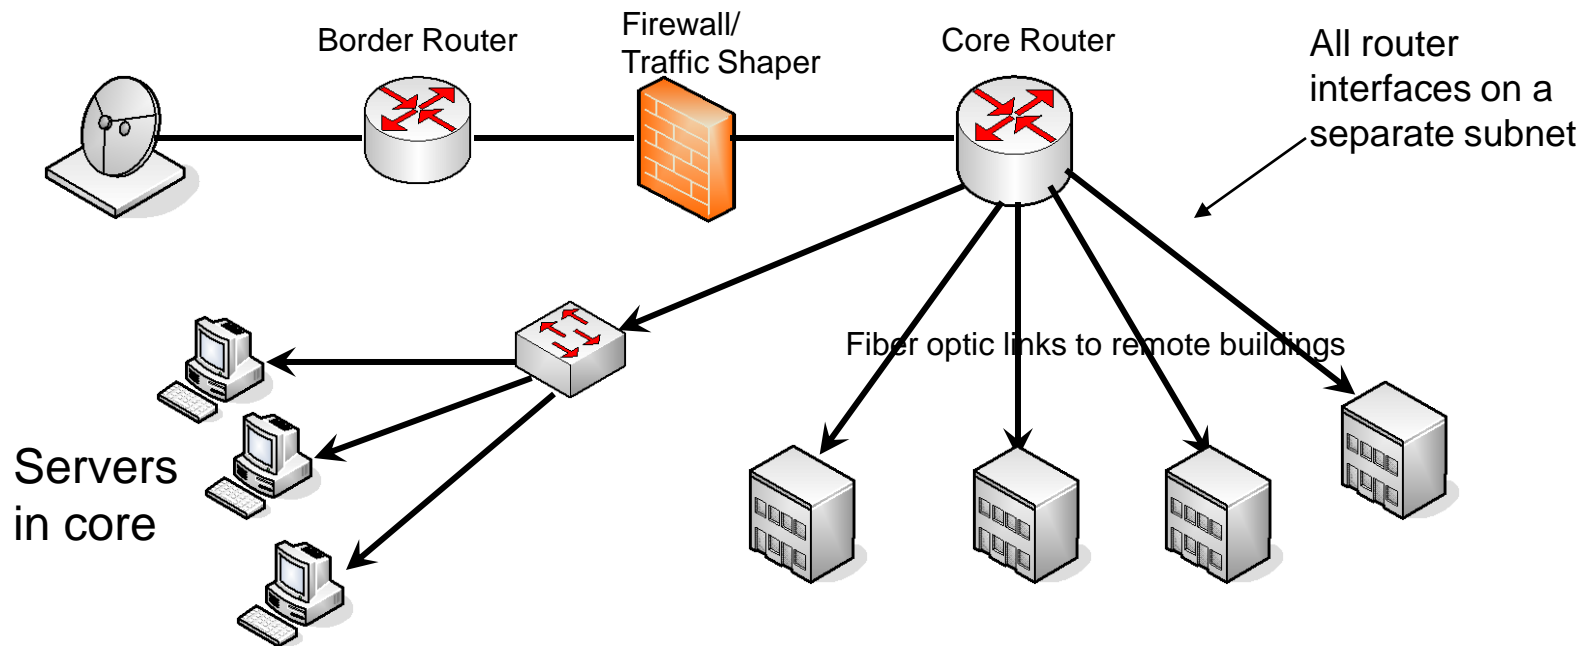 Border Router
Firewall/
Traffic Shaper
Core Router
All router
interfaces on a
separate subnet
Fiber optic links to remote buildings
Servers
in core